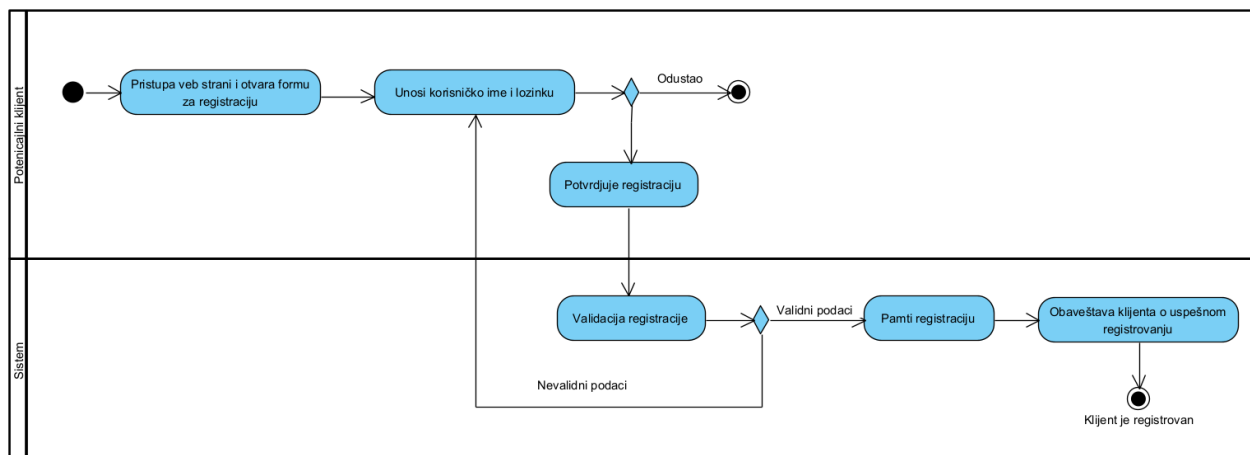 Potenicajlni klijent
Pristupa veb strani i otvara formu
za registraciju
Unosi korisničko ime i lozinku
Odustao
Potvrdjuje registraciju
Sistem
Validacija registracije
Validni podaci
Pamti registraciju
Obaveštava klijenta o uspešnom
registrovanju
Nevalidni podaci
Klijent je registrovan